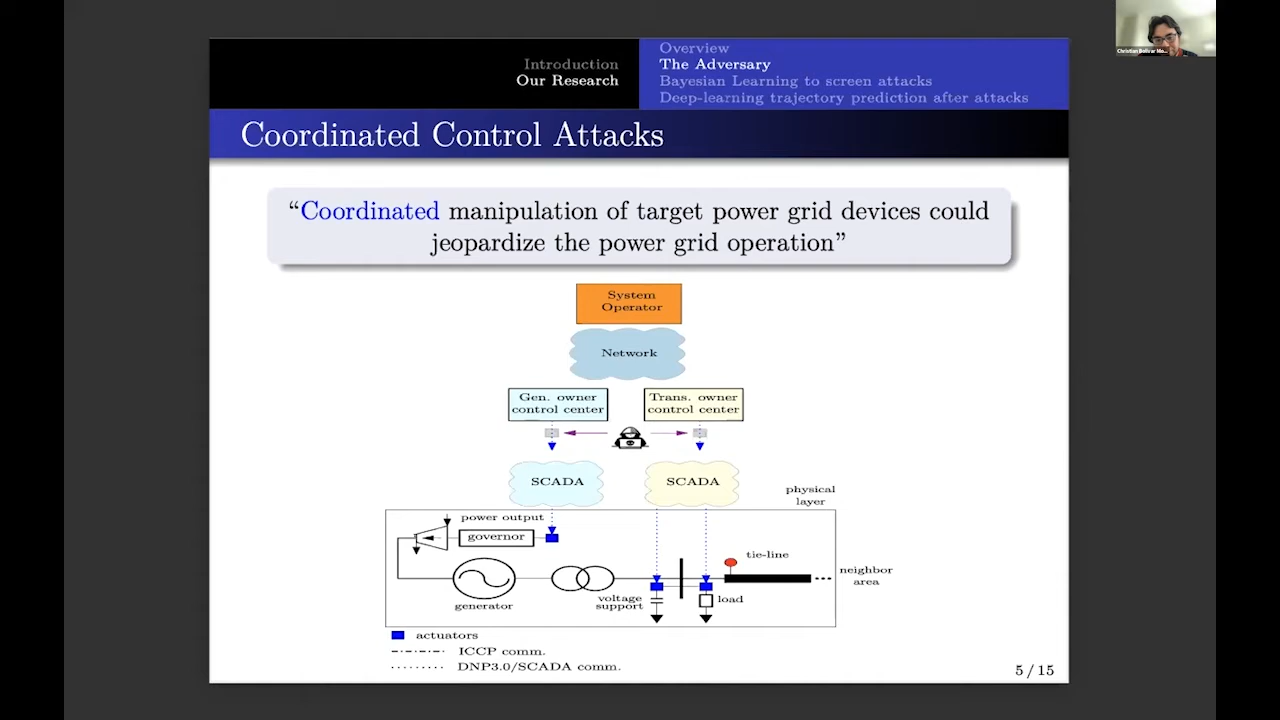 Christian Bolivar Mo...
Introduction
Our Research
Overview
The Adversary
Bayesian Learning to screen attacks
Deep-learning trajectory prediction after attacks
Coordinated Control Attacks
“Coordinated manipulation of target power grid devices could
jeopardize the power grid operation”
System
Operator
Network
Gen. owner
control center
Trans. owner
control center
SCADA
SCADA
physical
layer
power output
governor
tie-line
neighbor
area
generator
voltage
support
load
actuators
ICCP comm.
DNP3.0/SCADA comm.
5 / 15